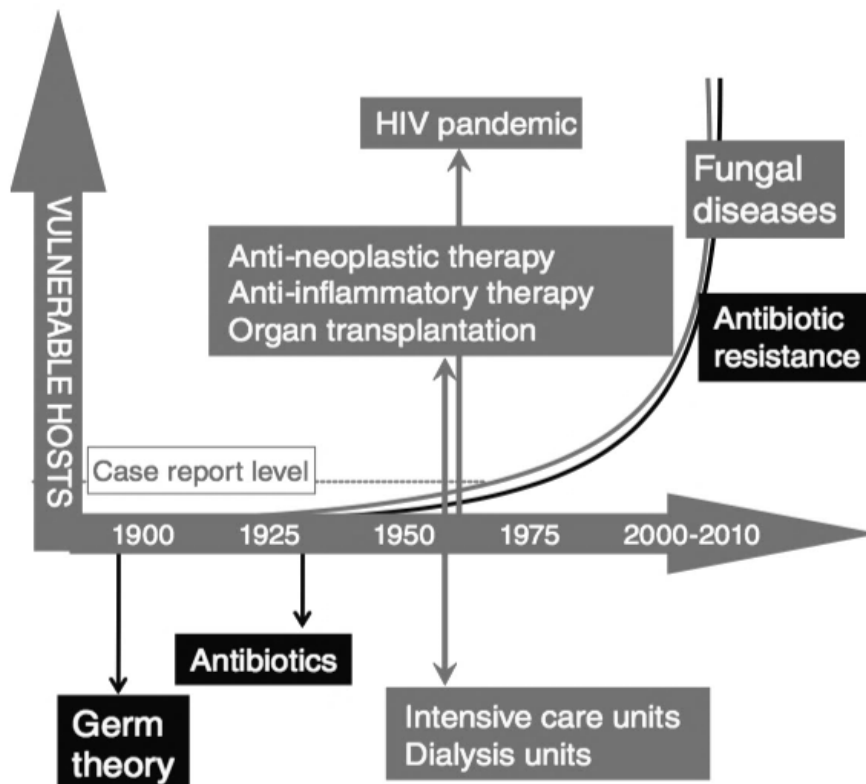 HIV pandemic
Fungal
diseases
Anti-neoplastic therapy
Anti-inflammatory therapy
Organ transplantation
Antibiotic
resistance
VULNERABLE HOSTS
Case report level
1900 1925 1950 1975 2000-2010
Antibiotics
Germ
theory
Intensive care units
Dialysis units